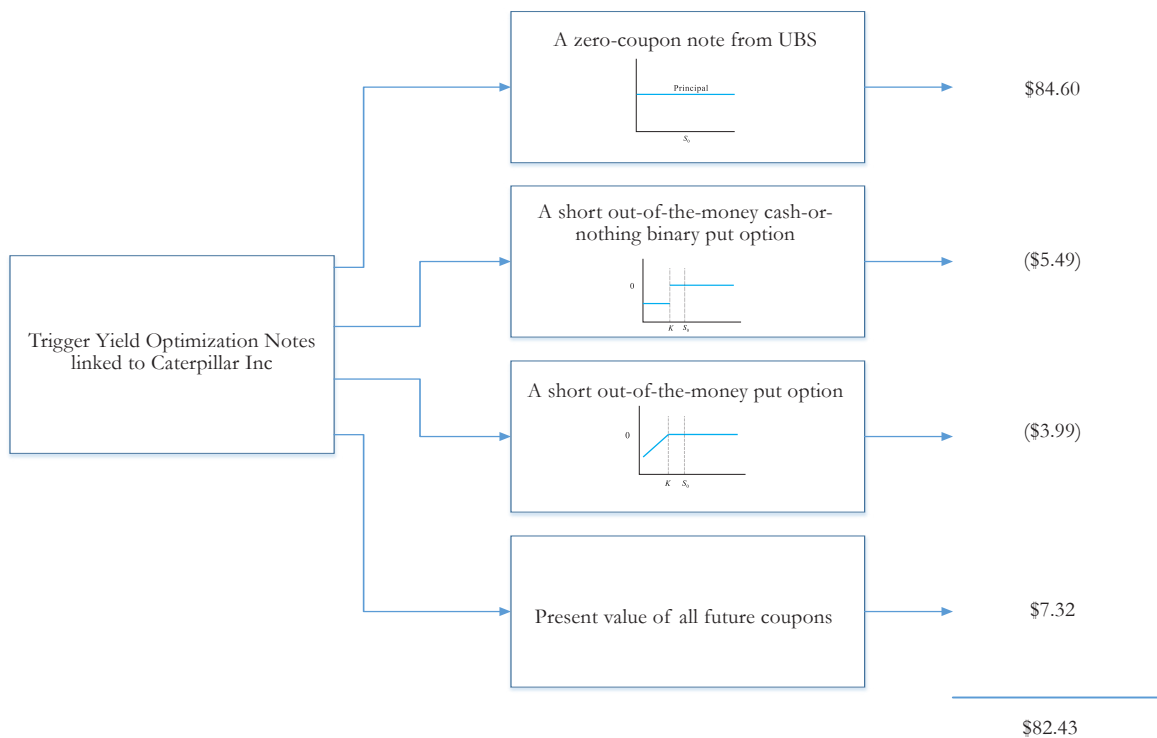 A zero-coupon note from UBS
Principal
S₀
$84.60
A short out-of-the-money cash-or-
nothing binary put option
0
K S₀
($5.49)
Trigger Yield Optimization Notes
linked to Caterpillar Inc
A short out-of-the-money put option
0
K S₀
($3.99)
Present value of all future coupons
$7.32
$82.43